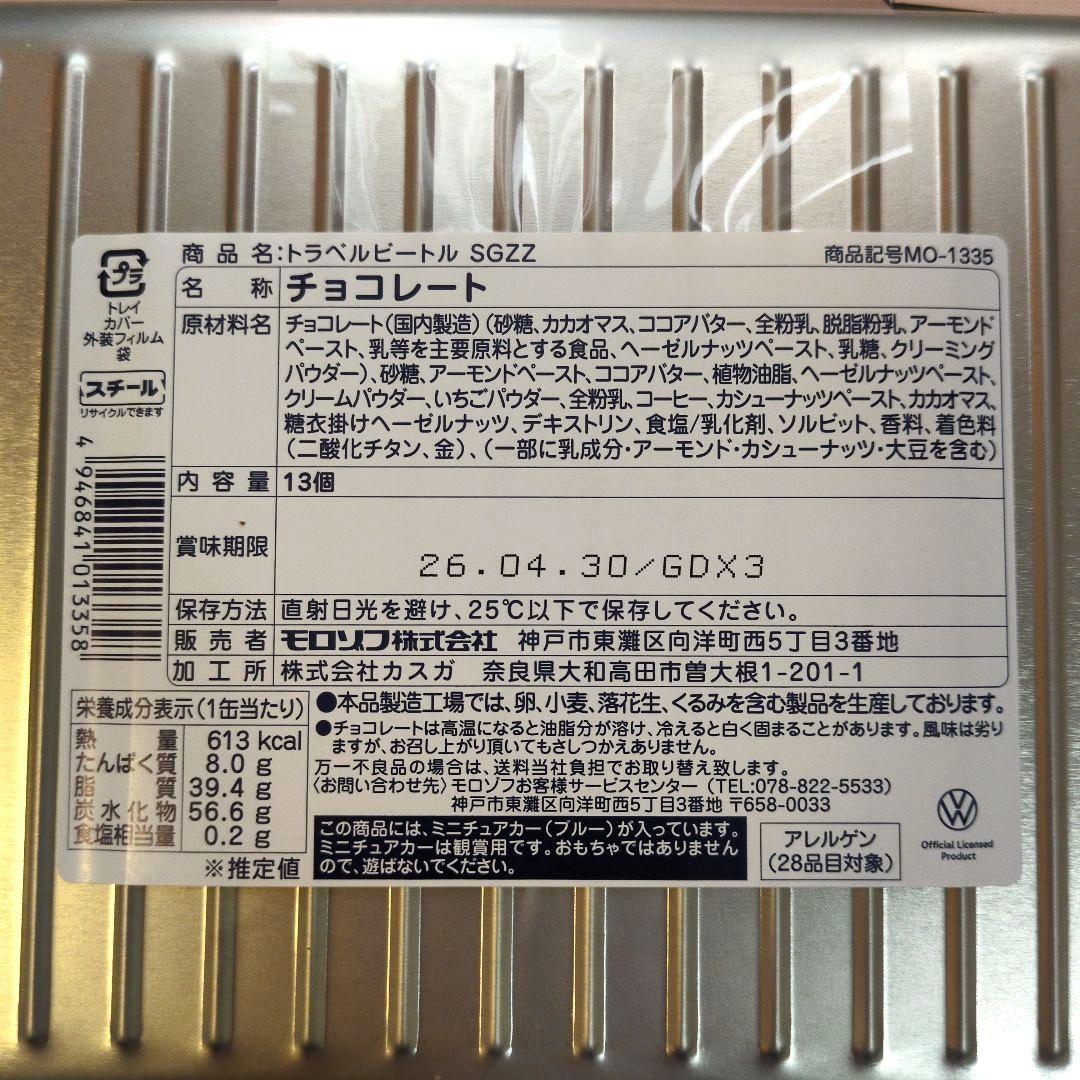 商品名:トラベルビートル SGZZ
商品記号MO-1335
プラ
トレイ
カバー
外装フィルム
袋
スチール
リサイクルできます
4 946841 013358
名称 チョコレート
原材料名 チョコレート(国内製造)(砂糖、カカオマス、ココアバター、全粉乳、脱脂粉乳、アーモンド
ペースト、乳等を主要原料とする食品、ヘーゼルナッツペースト、乳糖、クリーミング
パウダー)、砂糖、アーモンドペースト、ココアバター、植物油脂、ヘーゼルナッツペースト、
クリームパウダー、いちごパウダー、全粉乳、コーヒー、カシューナッツペースト、カカオマス、
糖衣掛けヘーゼルナッツ、デキストリン、食塩/乳化剤、ソルビット、香料、着色料
(二酸化チタン、金)、(一部に乳成分・アーモンド・カシューナッツ・大豆を含む)
内容量 13個
賞味期限 26.04.30/GDX3
保存方法 直射日光を避け、25℃以下で保存してください。
販売者 モロゾフ株式会社 神戸市東灘区向洋町西5丁目3番地
加工所 株式会社カスガ 奈良県大和高田市曽大根1-201-1
栄養成分表示(1缶当たり)
熱量 613 kcal
たんぱく質 8.0 g
脂質 39.4 g
炭水化物 56.6 g
食塩相当量 0.2 g
※推定値
●本品製造工場では、卵、小麦、落花生、くるみを含む製品を生産しております。
●チョコレートは高温になると油脂分が溶け、冷えると白く固まることがあります。風味は劣り
ますが、お召し上がり頂いてもさしつかえありません。
万一不良品の場合は、送料当社負担でお取り替え致します。
〈お問い合わせ先〉モロゾフお客様サービスセンター(TEL:078-822-5533)
神戸市東灘区向洋町西5丁目3番地 〒658-0033
この商品には、ミニチュアカー(ブルー)が入っています。
ミニチュアカーは観賞用です。おもちゃではありません
ので、遊ばないでください。
アレルゲン
(28品目対象)
Official Licensed
Product